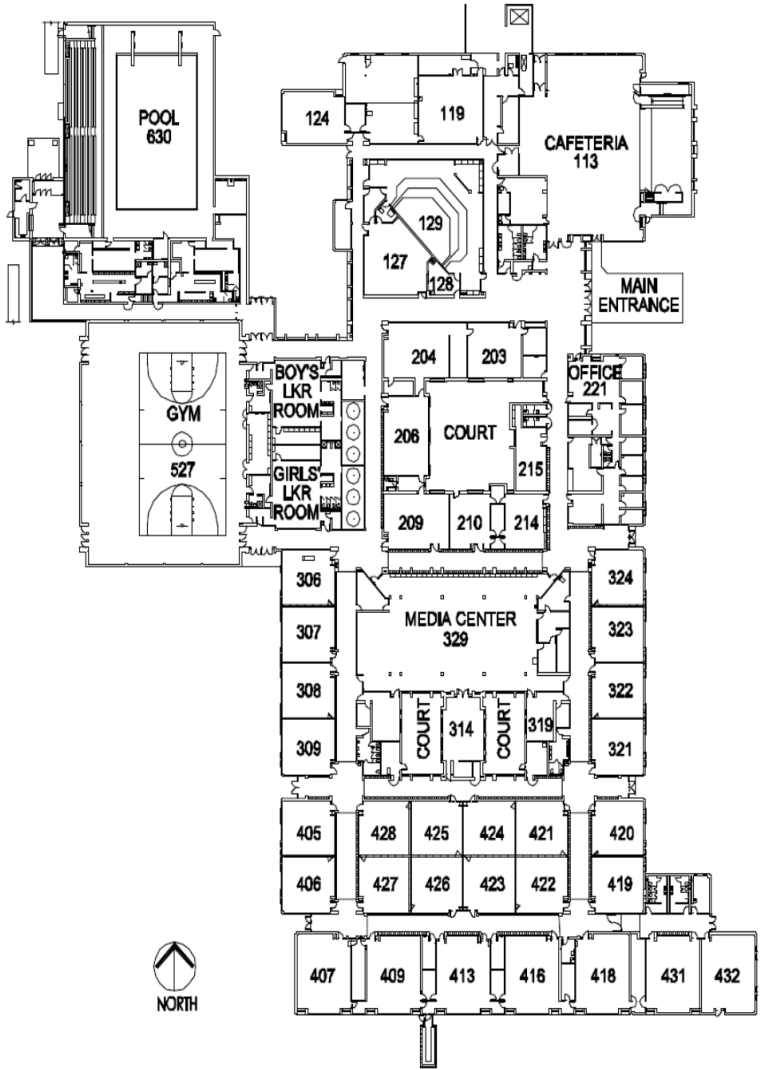 POOL
630
124
119
CAFETERIA
113
129
127
128
MAIN
ENTRANCE
204
203
OFFICE
221
BOY'S
LKR
ROOM
GYM
527
206
COURT
215
GIRLS'
LKR
ROOM
209
210
214
306
324
MEDIA CENTER
329
307
323
308
322
COURT
314
COURT
319
309
321
405
428
425
424
421
420
406
427
426
423
422
419
407
409
413
416
418
431
432
NORTH